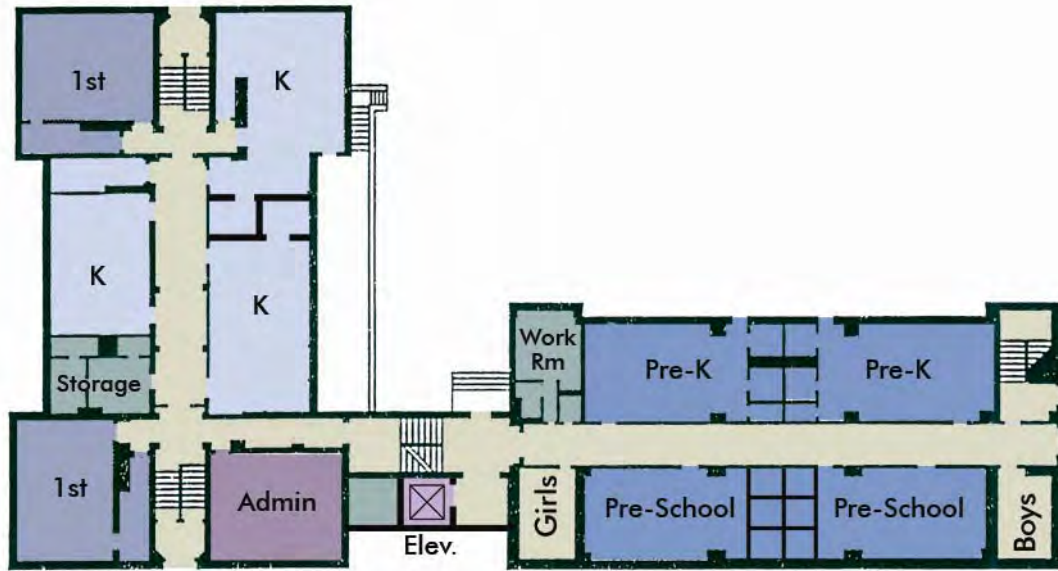 1st
K
K
K
Storage
Work
Rm
Pre-K
Pre-K
1st
Admin
Elev.
Girls
Pre-School
Pre-School
Boys